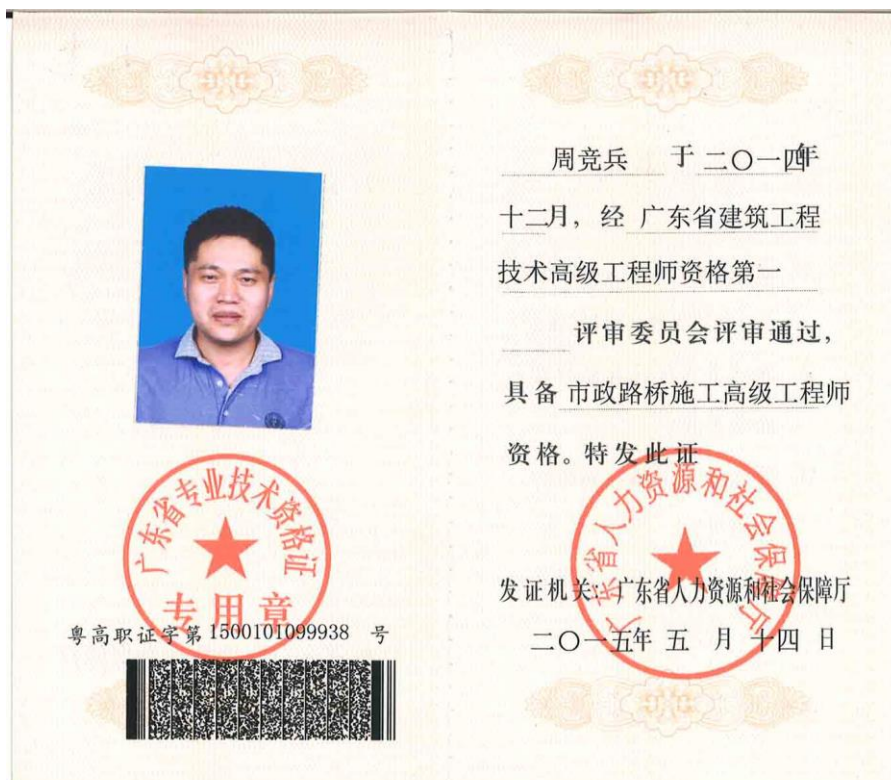 广东省专业技术资格证
专用章
粤高职证字第1500101099938 号
周竞兵 于 二〇一四年
十二月，经 广东省建筑工程
技术高级工程师资格第一
评审委员会评审通过，
具备 市政路桥施工高级工程师
资格。特发此证
广东省人力资源和社会保障厅
发证机关：广东省人力资源和社会保障厅
二〇一五年 五 月 十四 日